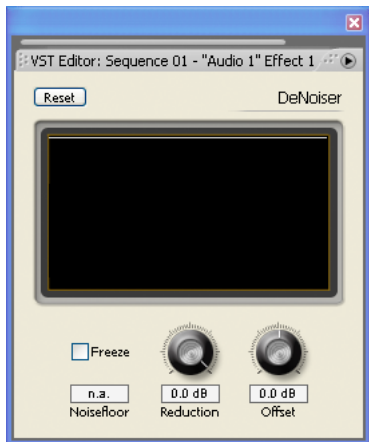 VST Editor: Sequence 01 - "Audio 1" Effect 1
Reset
DeNoiser
Freeze
n.a.
0.0 dB
0.0 dB
Noisefloor
Reduction
Offset